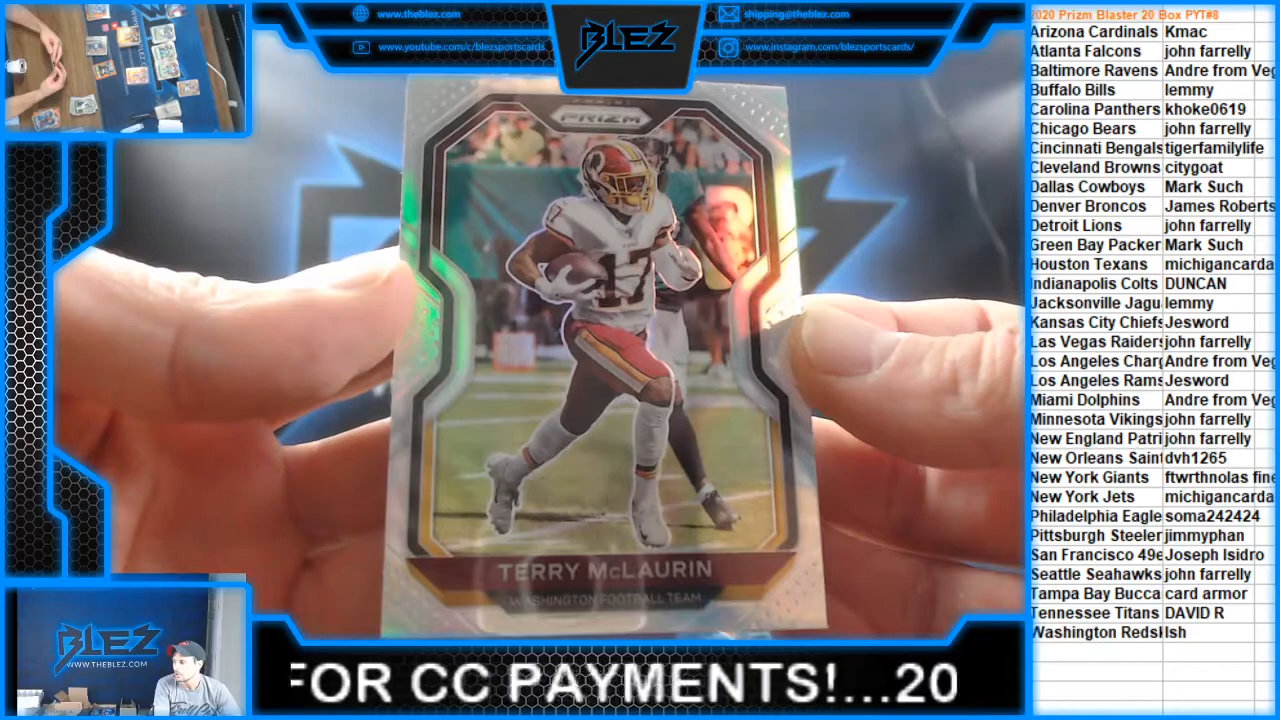 www.theblez.com
www.youtube.com/c/blezsportscards
BLEZ
shipping@theblez.com
www.instagram.com/blezsportscards/
PRIZM
17
17
TERRY McLAURIN
WASHINGTON FOOTBALL TEAM
BLEZ
WWW.THEBLEZ.COM
FOR CC PAYMENTS!...20
2020 Prizm Blaster 20 Box PYT#8
Arizona Cardinals Kmac
Atlanta Falcons john farrelly
Baltimore Ravens Andre from Veg
Buffalo Bills lemmy
Carolina Panthers khoke0619
Chicago Bears john farrelly
Cincinnati Bengals tigerfamilylife
Cleveland Browns citygoat
Dallas Cowboys Mark Such
Denver Broncos James Roberts
Detroit Lions john farrelly
Green Bay Packer Mark Such
Houston Texans michigancarda
Indianapolis Colts DUNCAN
Jacksonville Jagu lemmy
Kansas City Chiefs Jesword
Las Vegas Raiders john farrelly
Los Angeles Charg Andre from Veg
Los Angeles Rams Jesword
Miami Dolphins Andre from Veg
Minnesota Vikings john farrelly
New England Patri john farrelly
New Orleans Saint dvh1265
New York Giants ftwrthnolas fine
New York Jets michigancarda
Philadelphia Eagle soma242424
Pittsburgh Steeler jimmyphan
San Francisco 49e Joseph Isidro
Seattle Seahawks john farrelly
Tampa Bay Bucca card armor
Tennessee Titans DAVID R
Washington Redsk Ish